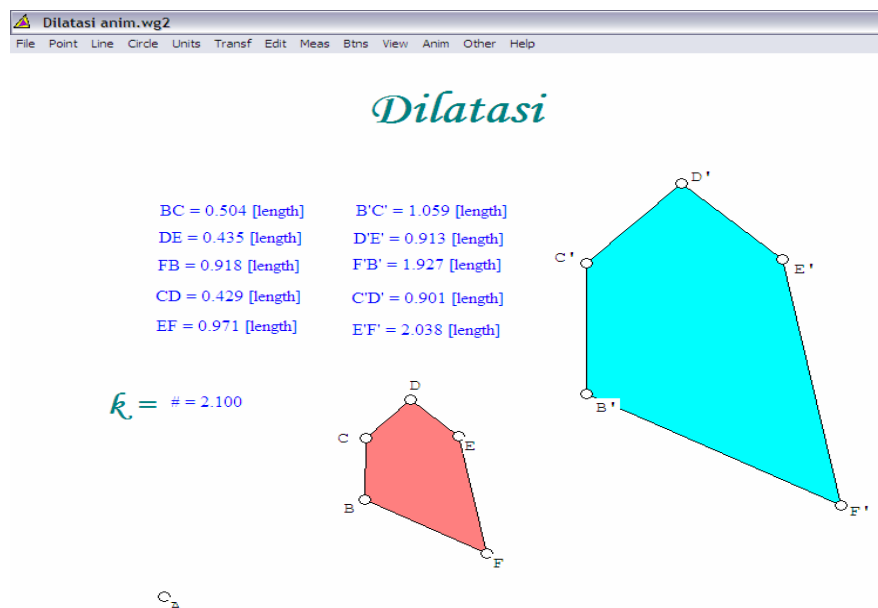 Dilatasi anim.wg2
File Point Line Circle Units Transf Edit Meas Btns View Anim Other Help
Dilatasi
D'
BC = 0.504 [length] B'C' = 1.059 [length]
DE = 0.435 [length] D'E' = 0.913 [length]
C' E'
FB = 0.918 [length] F'B' = 1.927 [length]
CD = 0.429 [length] C'D' = 0.901 [length]
EF = 0.971 [length] E'F' = 2.038 [length]
D
k = # = 2.100
B'
C E
B F'
F
A